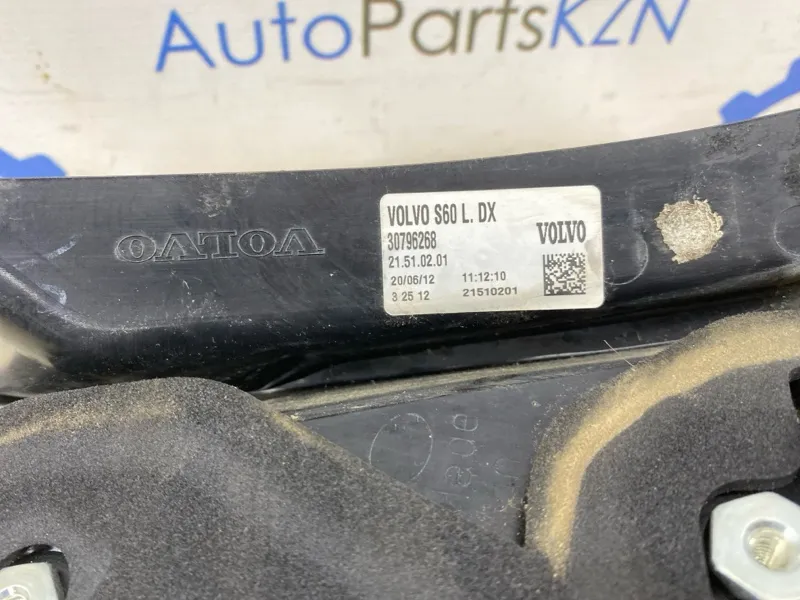 AutoPartsKZN
VOLVO
VOLVO S60 L. DX
30796268
VOLVO
21.51.02.01
20/06/12 11:12:10
3 25 12 21510201